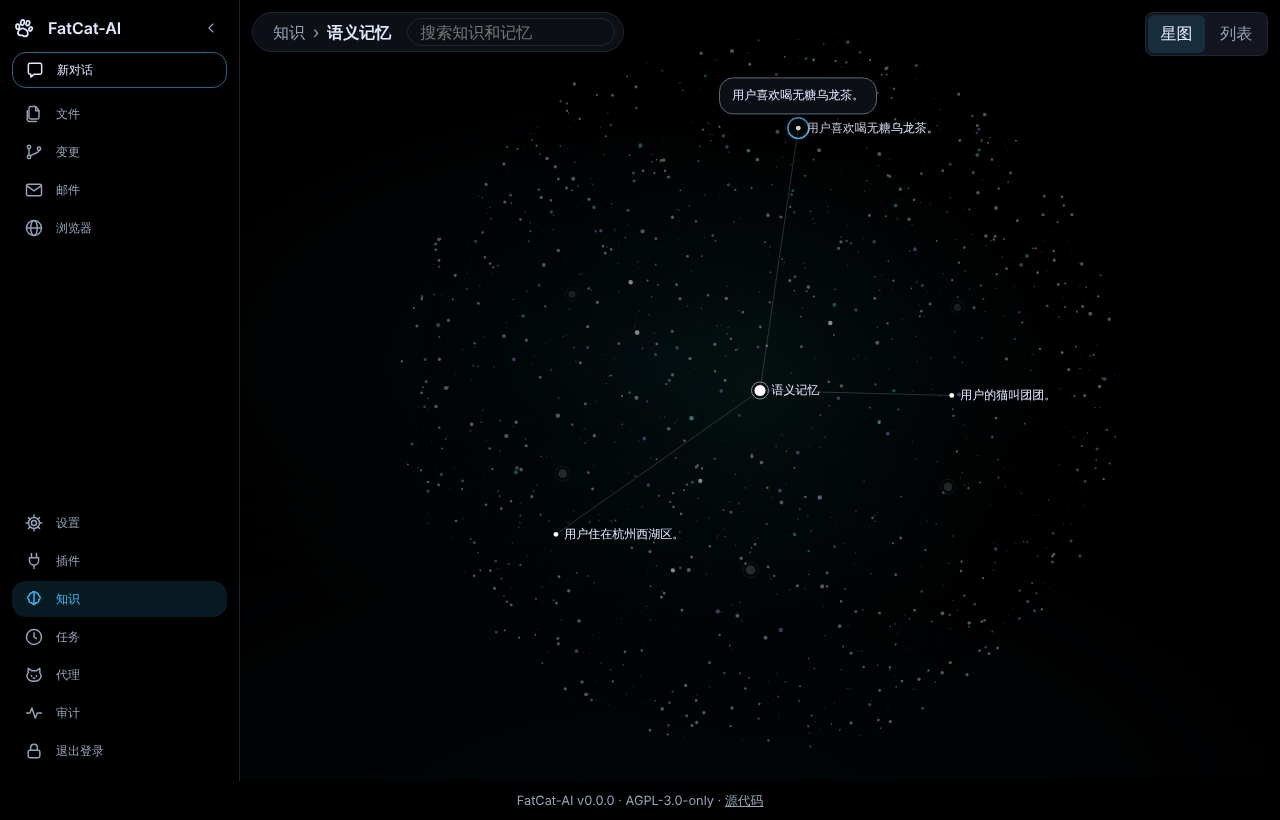 FatCat-AI
新对话
文件
变更
邮件
浏览器
设置
插件
知识
任务
代理
审计
退出登录
知识 › 语义记忆
搜索知识和记忆
星图
列表
用户喜欢喝无糖乌龙茶。
用户喜欢喝无糖乌龙茶。
语义记忆
用户的猫叫团团。
用户住在杭州西湖区。
FatCat-AI v0.0.0 · AGPL-3.0-only · 源代码